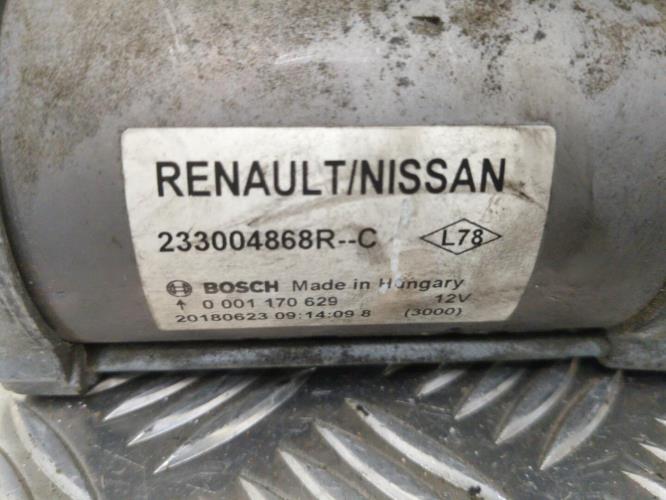 RENAULT/NISSAN
233004868R--C L78
BOSCH Made in Hungary
↑ 0 001 170 629 12V
20180623 09:14:09 8 (3000)